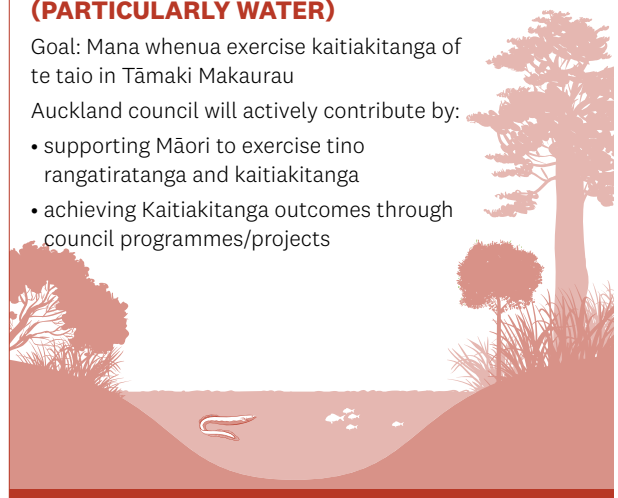 (PARTICULARLY WATER)
Goal: Mana whenua exercise kaitiakitanga of
te taio in Tāmaki Makaurau
Auckland council will actively contribute by:
• supporting Māori to exercise tino
rangatiratanga and kaitiakitanga
• achieving Kaitiakitanga outcomes through
council programmes/projects